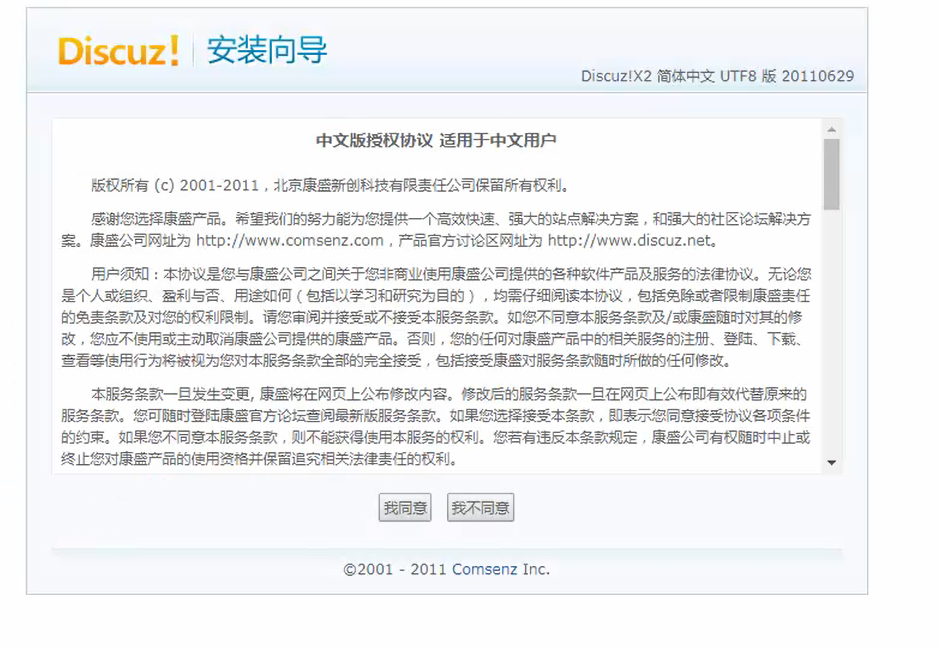 Discuz! 安装向导
Discuz!X2 简体中文 UTF8 版 20110629
中文版授权协议 适用于中文用户
版权所有 (c) 2001-2011，北京康盛新创科技有限责任公司保留所有权利。
感谢您选择康盛产品。希望我们的努力能为您提供一个高效快速、强大的站点解决方案，和强大的社区论坛解决方
案。康盛公司网址为 http://www.comsenz.com，产品官方讨论区网址为 http://www.discuz.net。
用户须知：本协议是您与康盛公司之间关于您非商业使用康盛公司提供的各种软件产品及服务的法律协议。无论您
是个人或组织、盈利与否、用途如何（包括以学习和研究为目的），均需仔细阅读本协议，包括免除或者限制康盛责任
的免责条款及对您的权利限制。请您审阅并接受或不接受本服务条款。如您不同意本服务条款及/或康盛随时对其的修
改，您应不使用或主动取消康盛公司提供的康盛产品。否则，您的任何对康盛产品中的相关服务的注册、登陆、下载、
查看等使用行为将被视为您对本服务条款全部的完全接受，包括接受康盛对服务条款随时所做的任何修改。
本服务条款一旦发生变更, 康盛将在网页上公布修改内容。修改后的服务条款一旦在网页上公布即有效代替原来的
服务条款。您可随时登陆康盛官方论坛查阅最新版服务条款。如果您选择接受本条款，即表示您同意接受协议各项条件
的约束。如果您不同意本服务条款，则不能获得使用本服务的权利。您若有违反本条款规定，康盛公司有权随时中止或
终止您对康盛产品的使用资格并保留追究相关法律责任的权利。
我同意 我不同意
©2001 - 2011 Comsenz Inc.